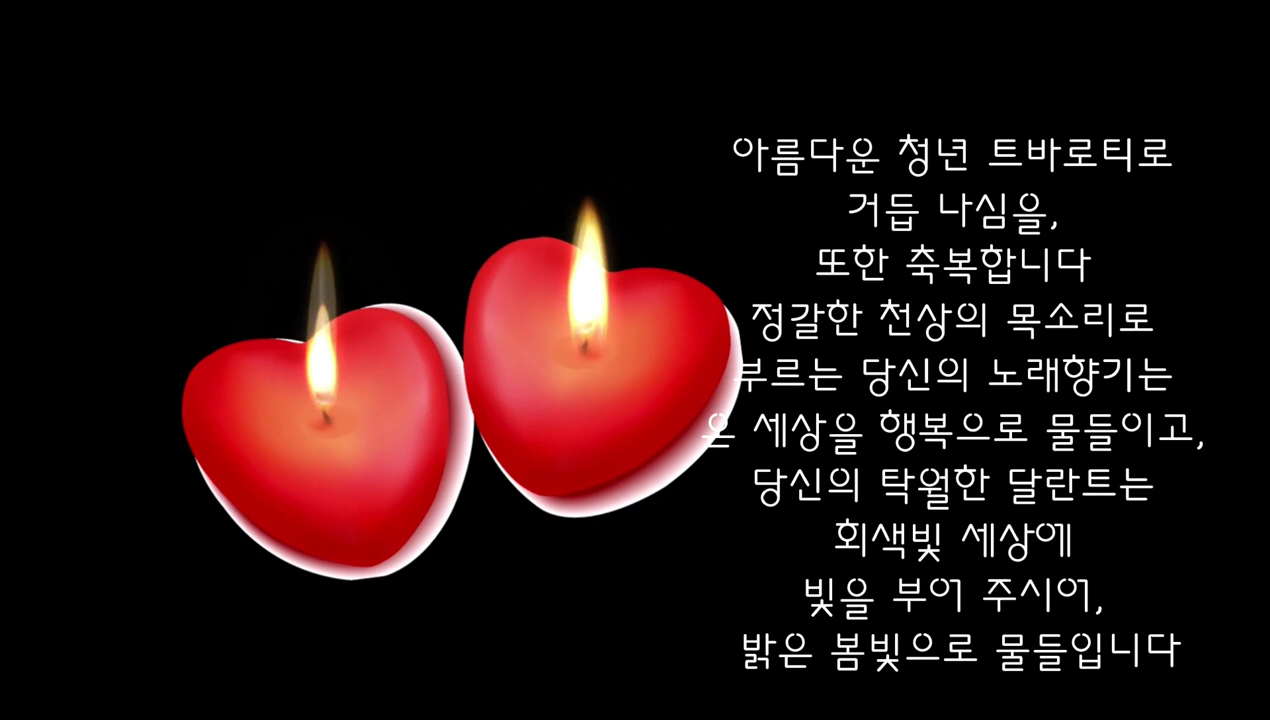 아름다운 청년 트바로티로
거듭 나심을,
또한 축복합니다
정갈한 천상의 목소리로
부르는 당신의 노래향기는
온 세상을 행복으로 물들이고,
당신의 탁월한 달란트는
회색빛 세상에
빛을 부어 주시어,
밝은 봄빛으로 물들입니다